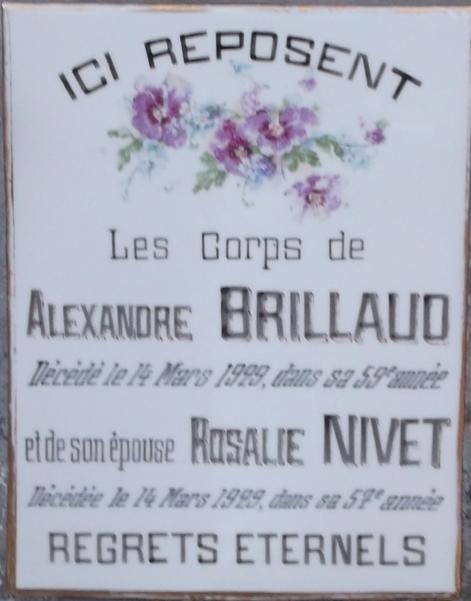 ICI REPOSENT
Les Corps de
ALEXANDRE BRILLAUD
Décédé le 14 Mars 1929, dans sa 59e année
et de son épouse ROSALIE NIVET
Décédée le 14 Mars 1929, dans sa 57e année
REGRETS ETERNELS